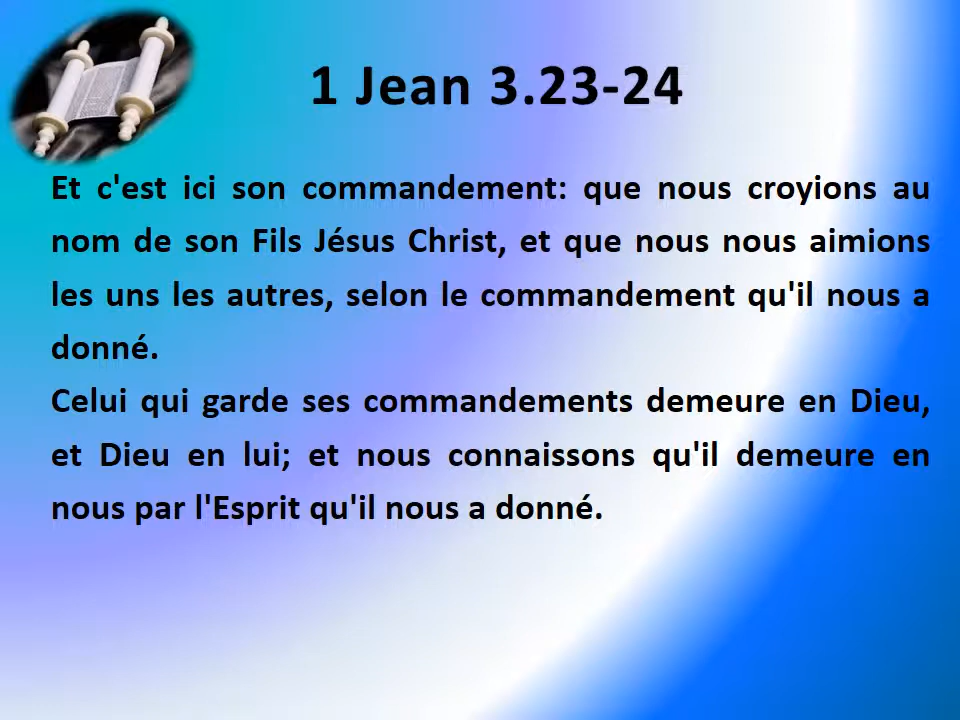 1 Jean 3.23-24
Et c'est ici son commandement: que nous croyions au
nom de son Fils Jésus Christ, et que nous nous aimions
les uns les autres, selon le commandement qu'il nous a
donné.
Celui qui garde ses commandements demeure en Dieu,
et Dieu en lui; et nous connaissons qu'il demeure en
nous par l'Esprit qu'il nous a donné.